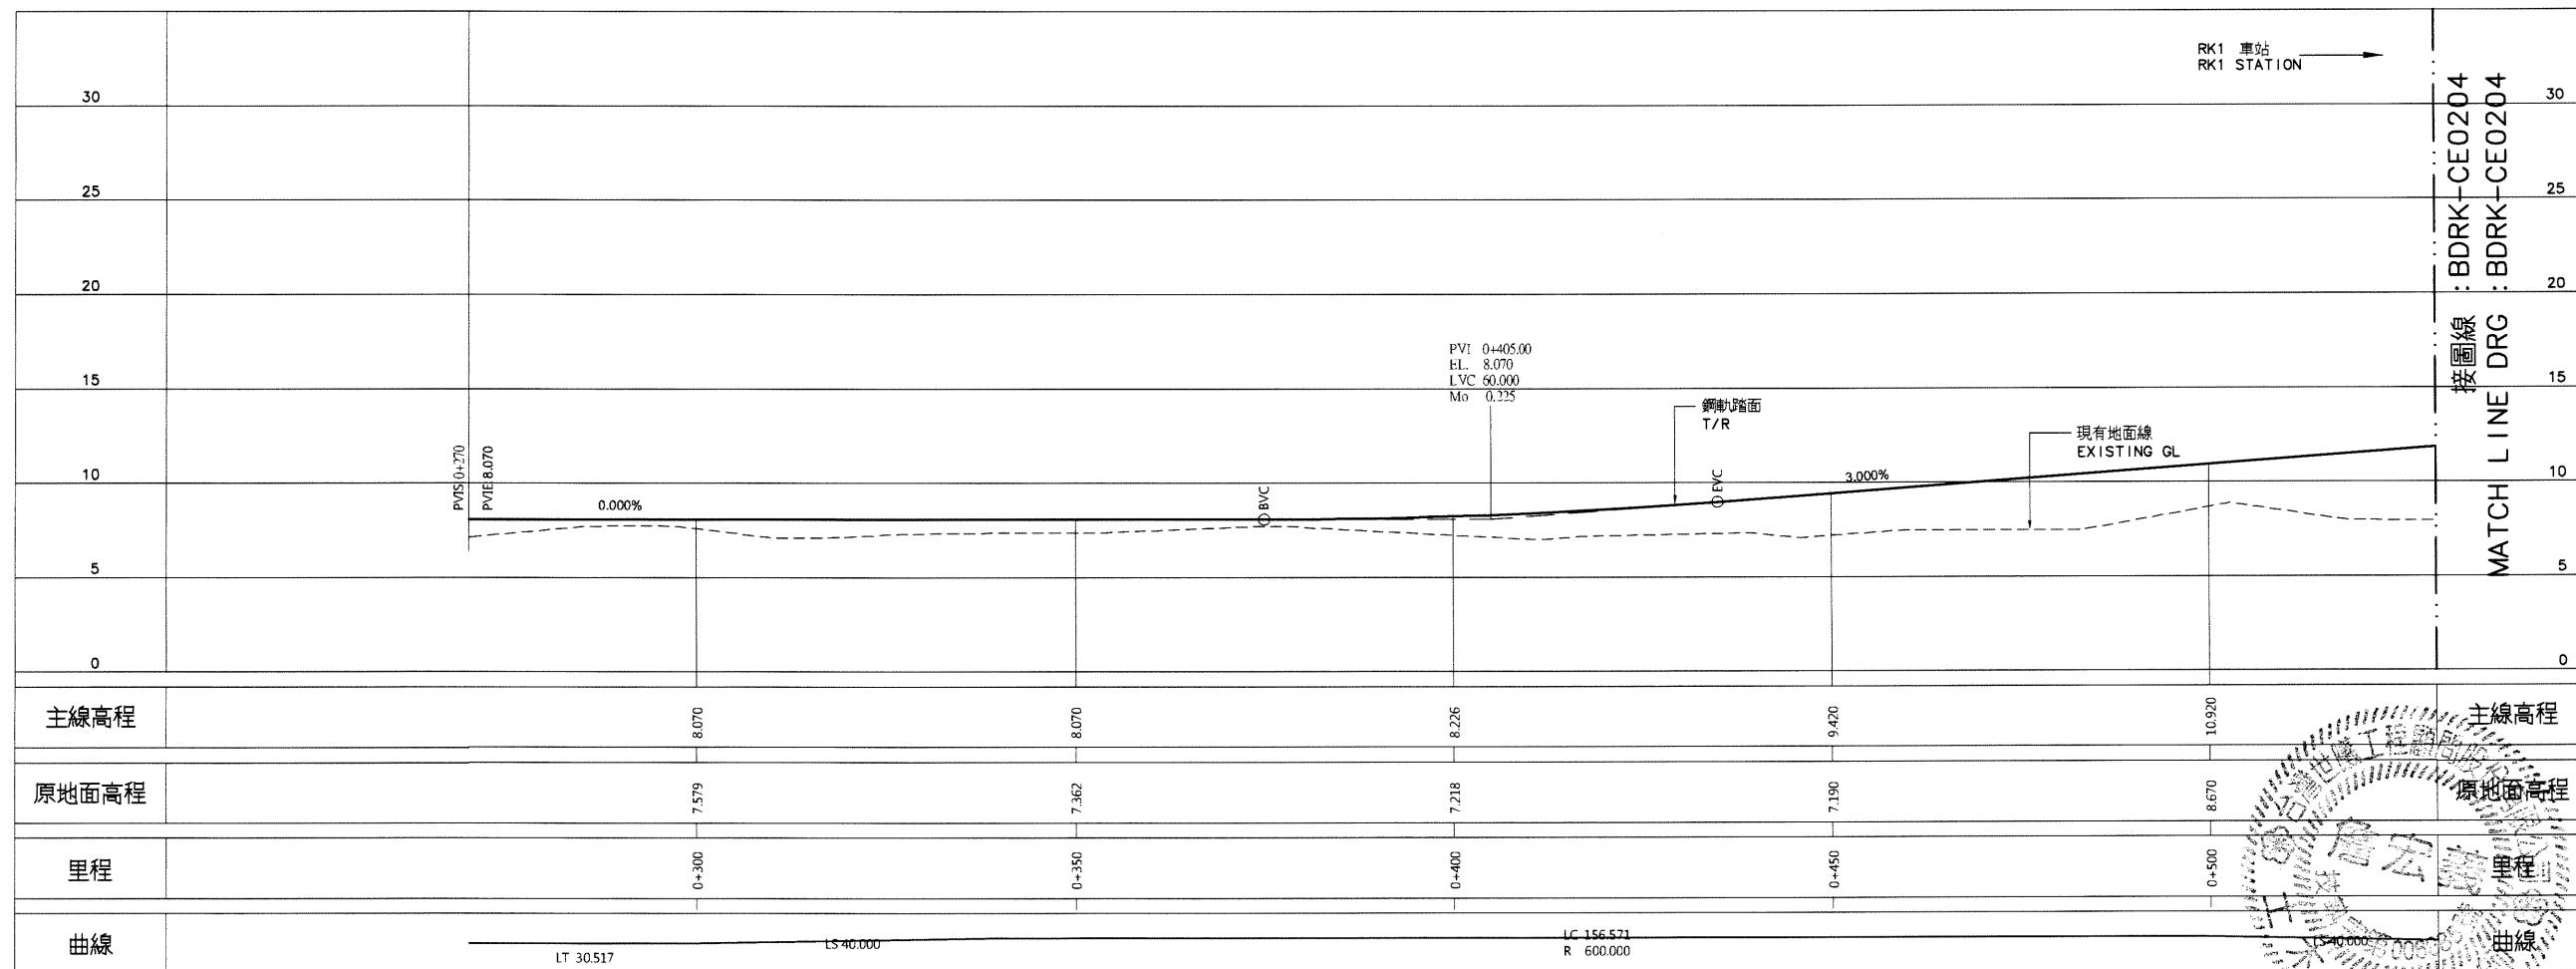 RK1 車站
RK1 STATION
30
30
25
25
20
20
15
15
10
10
5
5
0
0
接圖線 :BDRK-CE0204
MATCH LINE DRG :BDRK-CE0204
PVI 0+405.00
EL. 8.070
LVC 60.000
Mo 0.225
鋼軌踏面
T/R
現有地面線
EXISTING GL
PVIS 0+270
PVIE 8.070
0.000%
BVC
EVC
3.000%
主線高程 8.070 8.070 8.226 9.420 10.920 主線高程
原地面高程 7.579 7.362 7.218 7.190 8.670 原地面高程
里程 0+300 0+350 0+400 0+450 0+500 里程
曲線 LT 30.517 LS 40.000 LC 156.571 LS 40.000 曲線
R 600.000
詹宏義